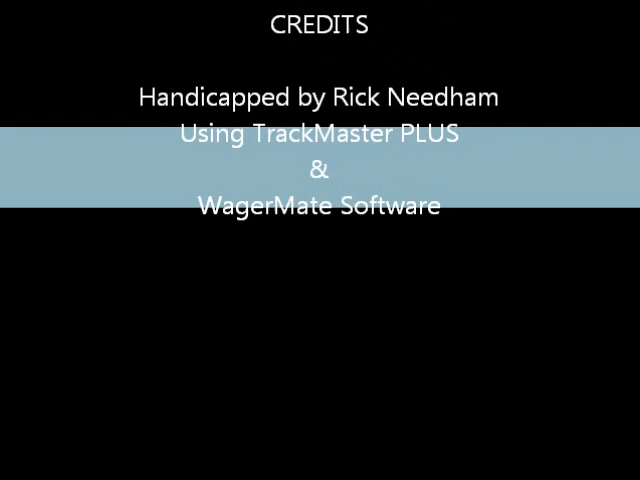 CREDITS
Handicapped by Rick Needham
Using TrackMaster PLUS
&
WagerMate Software